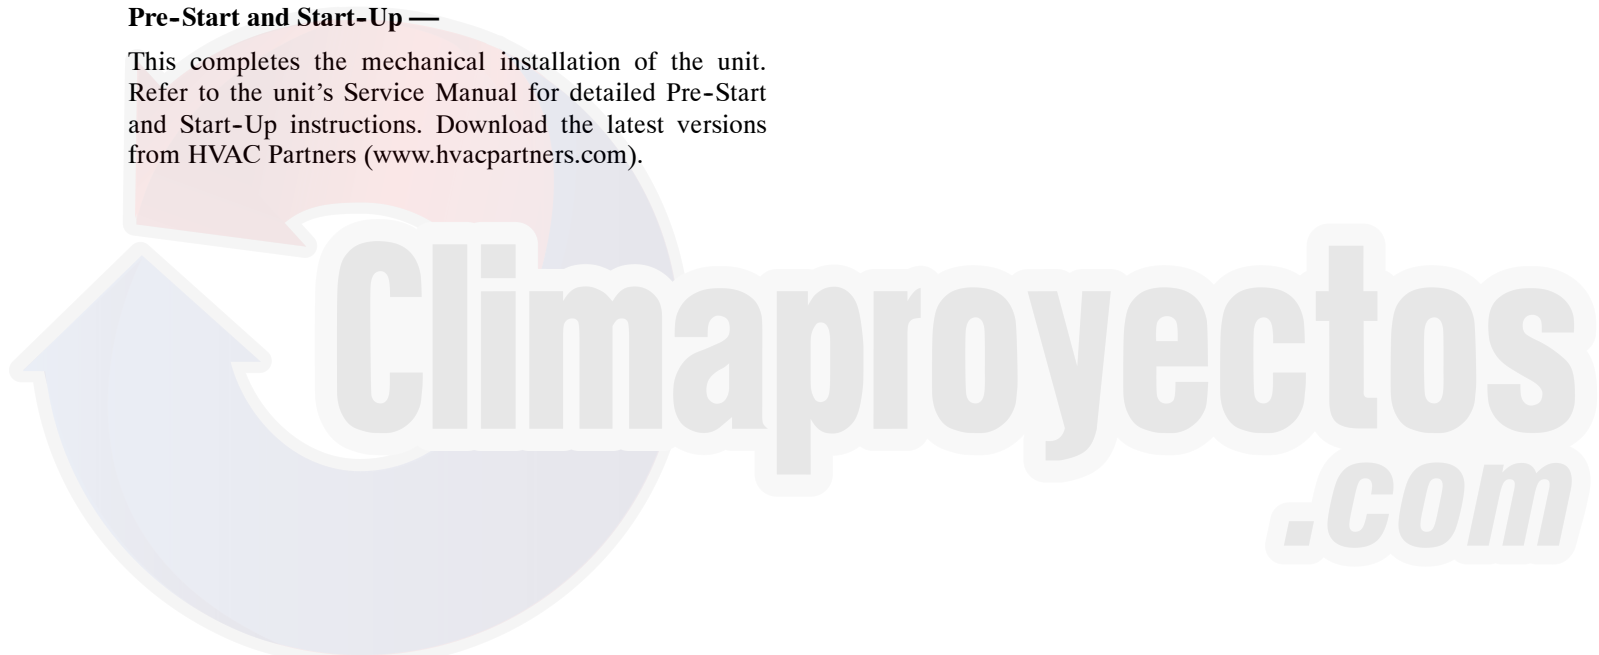 Pre-Start and Start-Up —
This completes the mechanical installation of the unit.
Refer to the unit's Service Manual for detailed Pre-Start
and Start-Up instructions. Download the latest versions
from HVAC Partners (www.hvacpartners.com).
Climaproyectos
.com